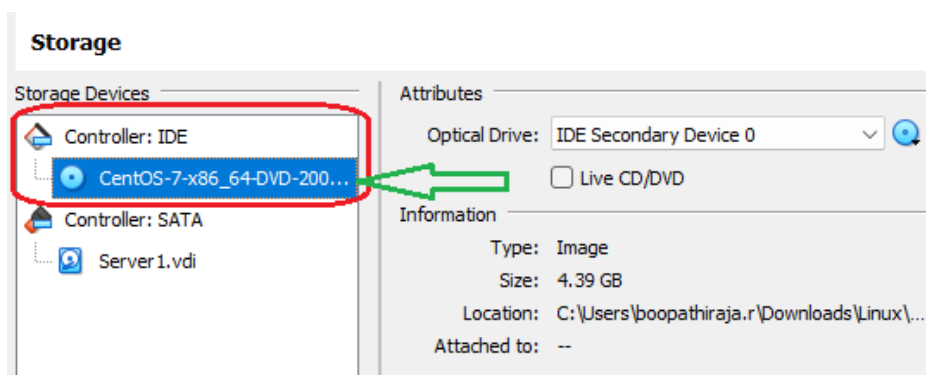 Storage
Storage Devices
Controller: IDE
CentOS-7-x86_64-DVD-200...
Controller: SATA
Server1.vdi
Attributes
Optical Drive: IDE Secondary Device 0
Live CD/DVD
Information
Type: Image
Size: 4.39 GB
Location: C:\Users\boopathiraja.r\Downloads\Linux\...
Attached to: --